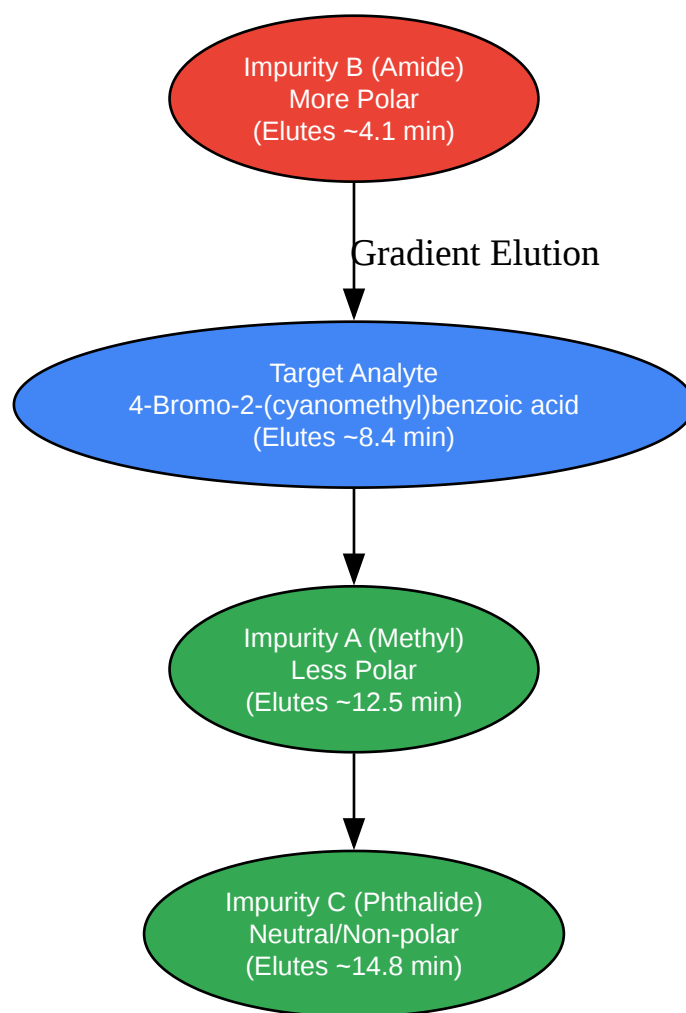 Impurity B (Amide)
More Polar
(Elutes ~4.1 min)
Gradient Elution
Target Analyte
4-Bromo-2-(cyanomethyl)benzoic acid
(Elutes ~8.4 min)
Impurity A (Methyl)
Less Polar
(Elutes ~12.5 min)
Impurity C (Phthalide)
Neutral/Non-polar
(Elutes ~14.8 min)